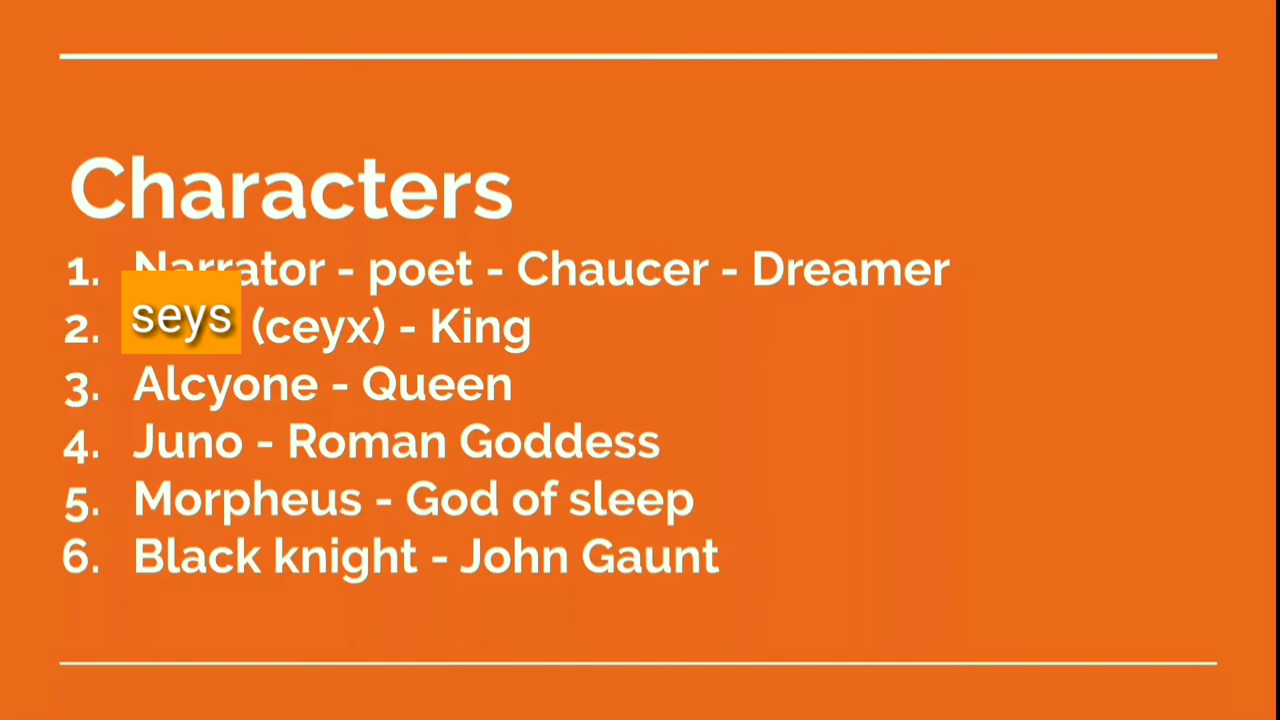 Characters
1. Narrator - poet - Chaucer - Dreamer
2. seys (ceyx) - King
3. Alcyone - Queen
4. Juno - Roman Goddess
5. Morpheus - God of sleep
6. Black knight - John Gaunt